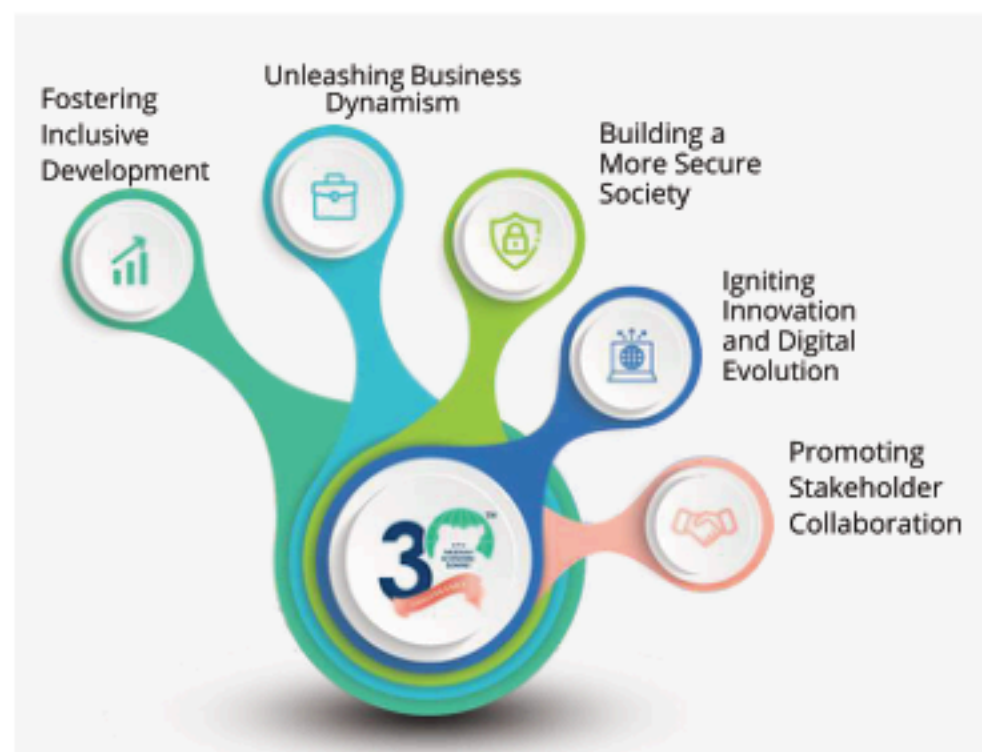 Fostering
Inclusive
Development
Unleashing Business
Dynamism
Building a
More Secure
Society
Igniting
Innovation
and Digital
Evolution
Promoting
Stakeholder
Collaboration
30